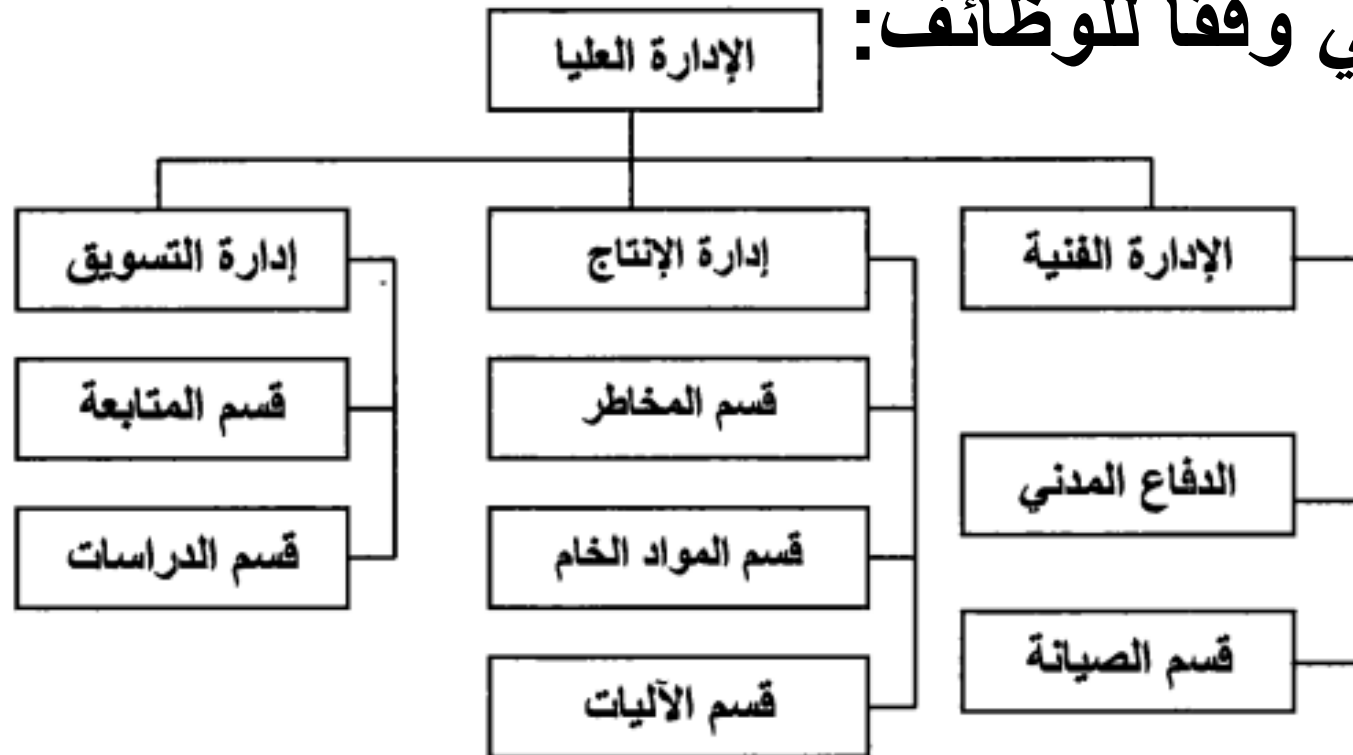 ي وفقا للوظائف:
الإدارة العليا
الإدارة الفنية
إدارة الإنتاج
إدارة التسويق
الدفاع المدني
قسم الصيانة
قسم المخاطر
قسم المواد الخام
قسم الآليات
قسم المتابعة
قسم الدراسات